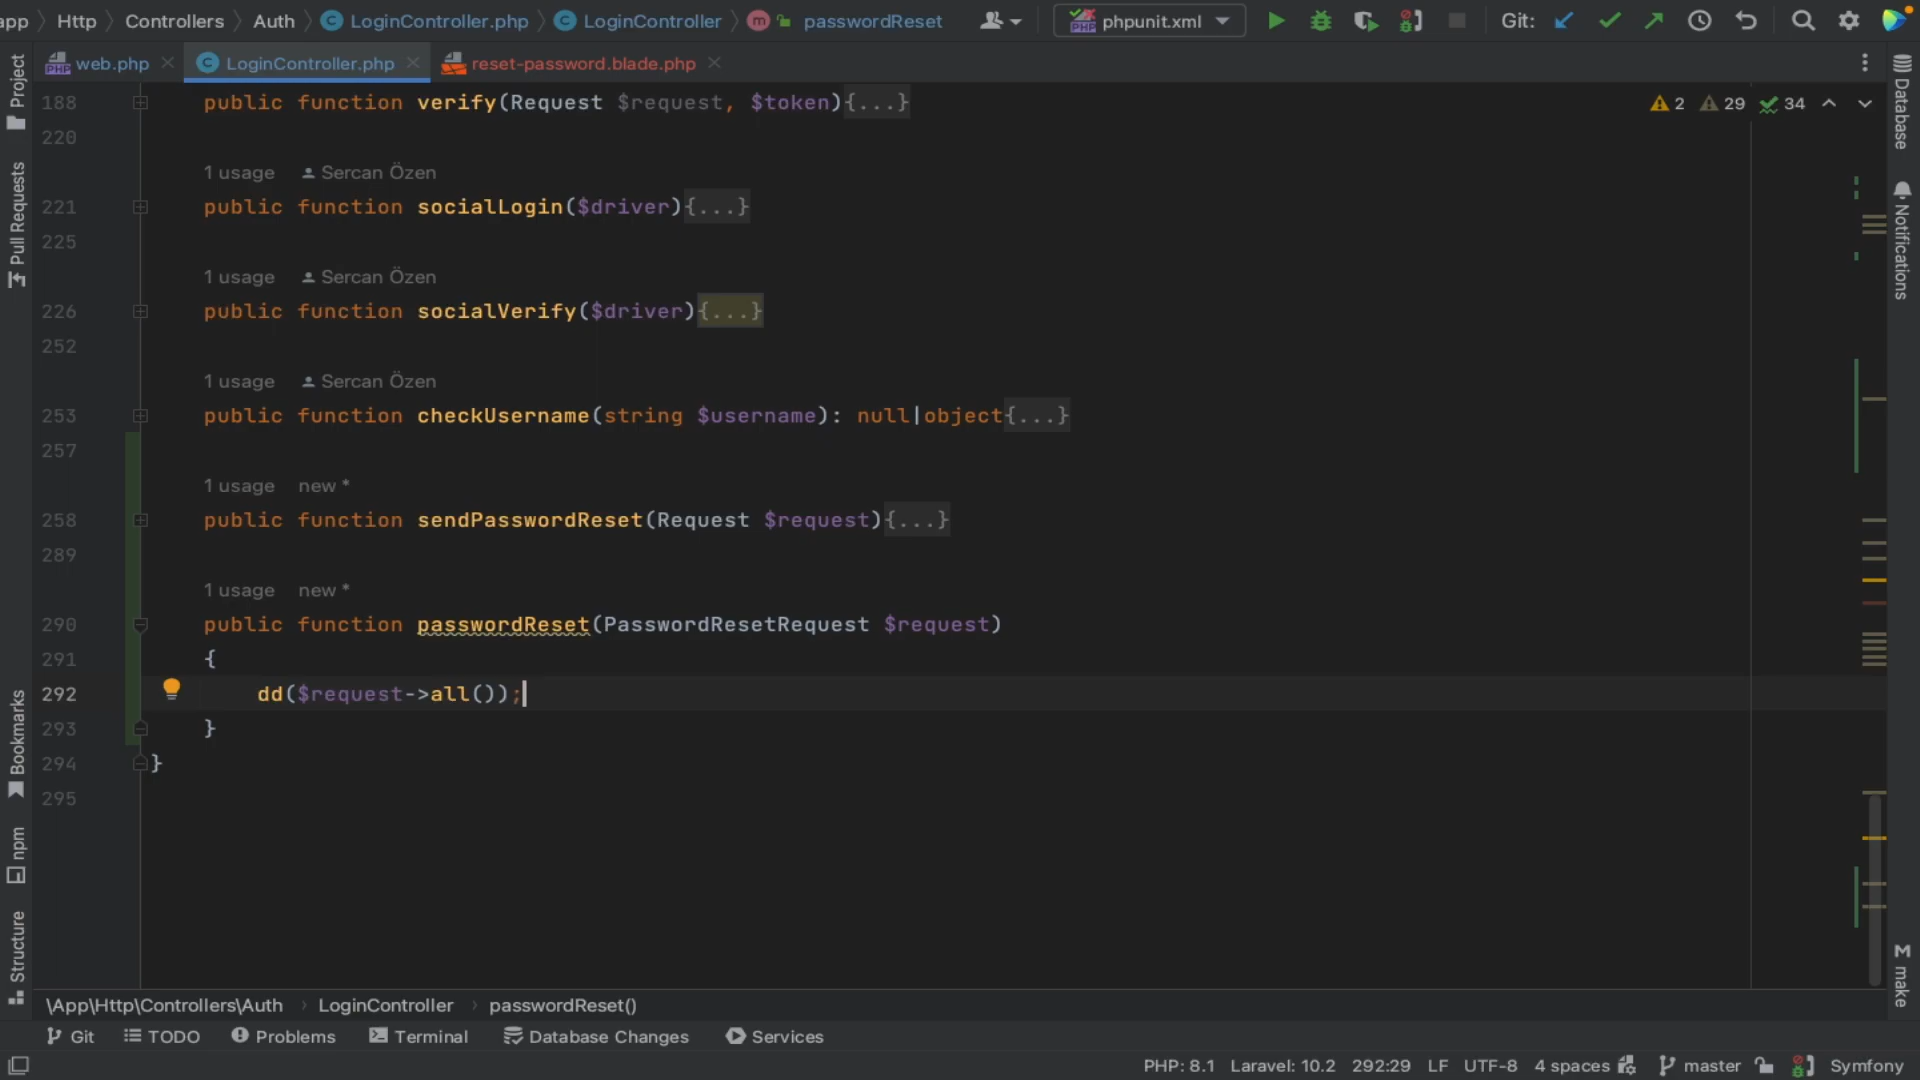 app › Http › Controllers › Auth › LoginController.php › LoginController › m passwordReset
phpunit.xml
Git:
web.php
LoginController.php
reset-password.blade.php
188 public function verify(Request $request, $token){...}
2 29 34
220
1 usage Sercan Özen
221 public function socialLogin($driver){...}
225
1 usage Sercan Özen
226 public function socialVerify($driver){...}
252
1 usage Sercan Özen
253 public function checkUsername(string $username): null|object{...}
257
1 usage new *
258 public function sendPasswordReset(Request $request){...}
289
1 usage new *
290 public function passwordReset(PasswordResetRequest $request)
291 {
292 dd($request->all());
293 }
294 }
295
Project
Pull Requests
Bookmarks
npm
Structure
Database
Notifications
M make
\App\Http\Controllers\Auth › LoginController › passwordReset()
Git TODO Problems Terminal Database Changes Services
PHP: 8.1 Laravel: 10.2 292:29 LF UTF-8 4 spaces master Symfony